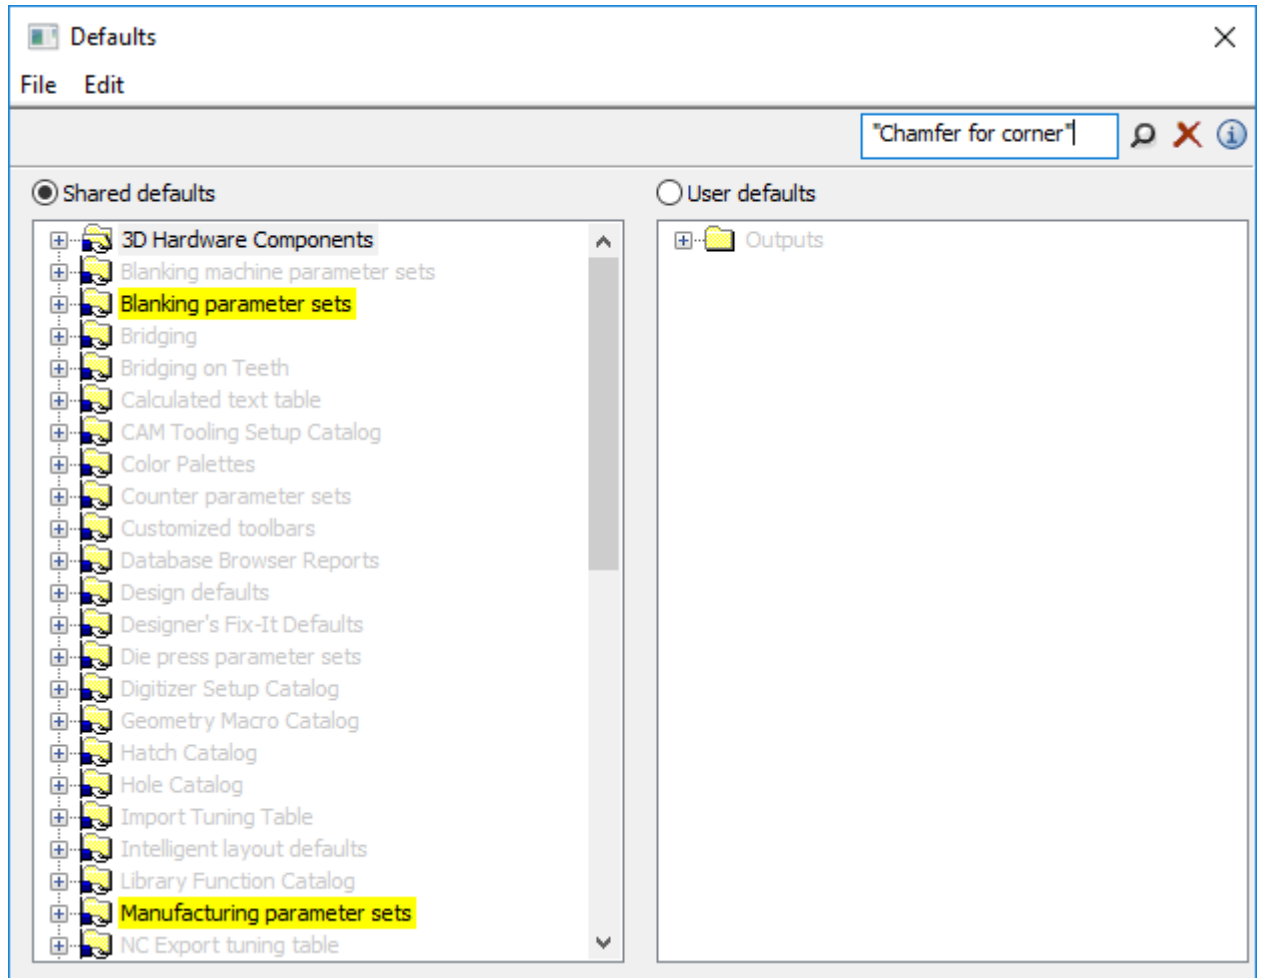 Defaults
File Edit
"Chamfer for corner"
Shared defaults
User defaults
3D Hardware Components
Outputs
Blanking machine parameter sets
Blanking parameter sets
Bridging
Bridging on Teeth
Calculated text table
CAM Tooling Setup Catalog
Color Palettes
Counter parameter sets
Customized toolbars
Database Browser Reports
Design defaults
Designer's Fix-It Defaults
Die press parameter sets
Digitizer Setup Catalog
Geometry Macro Catalog
Hatch Catalog
Hole Catalog
Import Tuning Table
Intelligent layout defaults
Library Function Catalog
Manufacturing parameter sets
NC Export tuning table